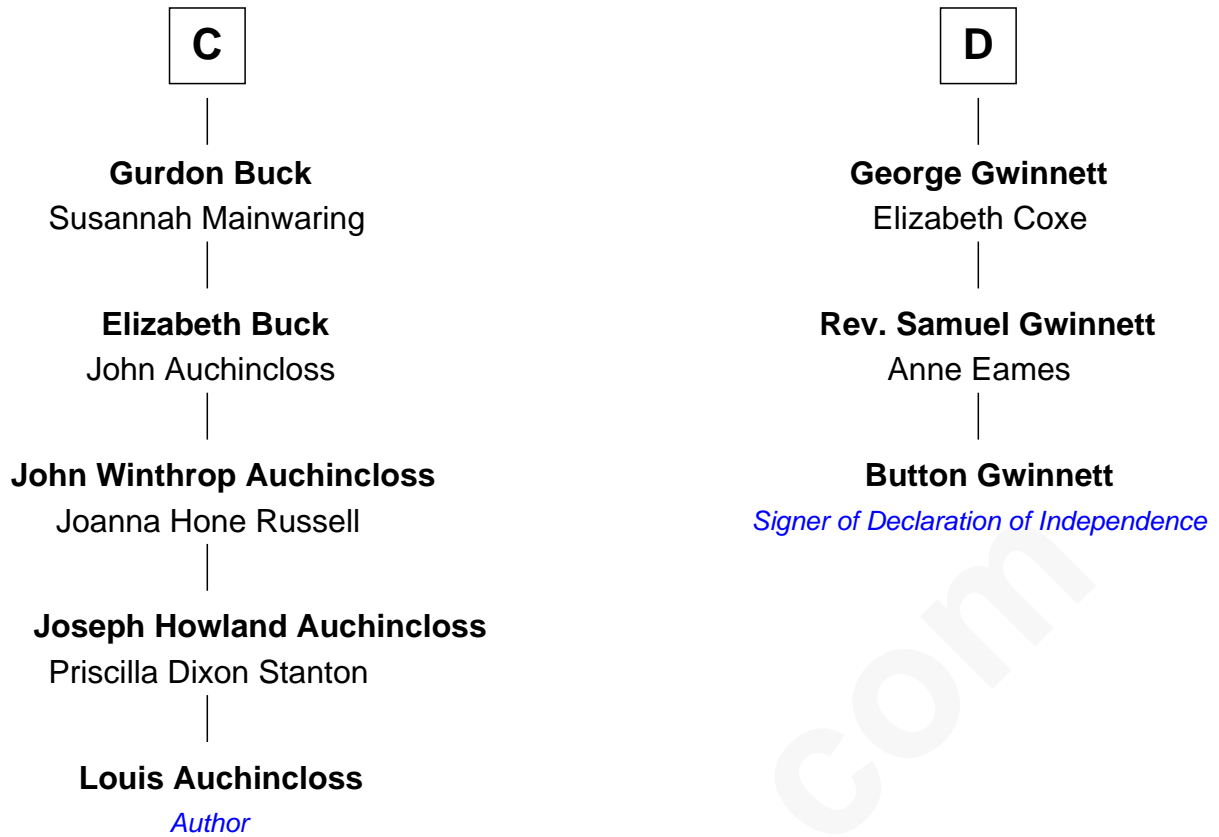 C
Gurdon Buck
Susannah Mainwaring
Elizabeth Buck
John Auchincloss
John Winthrop Auchincloss
Joanna Hone Russell
Joseph Howland Auchincloss
Priscilla Dixon Stanton
Louis Auchincloss
Author
D
George Gwinnett
Elizabeth Coxe
Rev. Samuel Gwinnett
Anne Eames
Button Gwinnett
Signer of Declaration of Independence
com